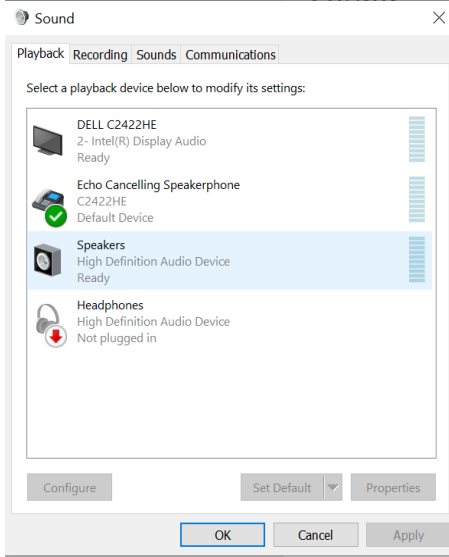 Sound
Playback Recording Sounds Communications
Select a playback device below to modify its settings:
DELL C2422HE
2- Intel(R) Display Audio
Ready
Echo Cancelling Speakerphone
C2422HE
Default Device
Speakers
High Definition Audio Device
Ready
Headphones
High Definition Audio Device
Not plugged in
Configure Set Default Properties
OK Cancel Apply